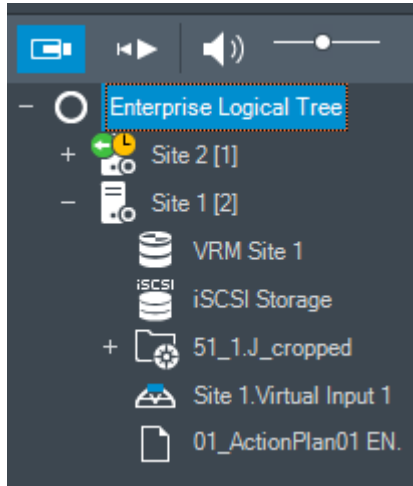 Enterprise Logical Tree
Site 2 [1]
Site 1 [2]
VRM Site 1
iSCSI
iSCSI Storage
51_1.J_cropped
Site 1.Virtual Input 1
01_ActionPlan01 EN.